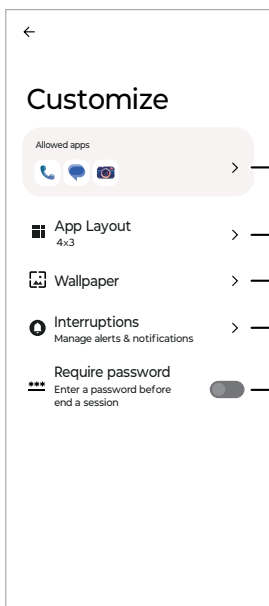 Customize
Allowed apps
App Layout
4x3
Wallpaper
Interruptions
Manage alerts & notifications
Require password
Enter a password before
end a session